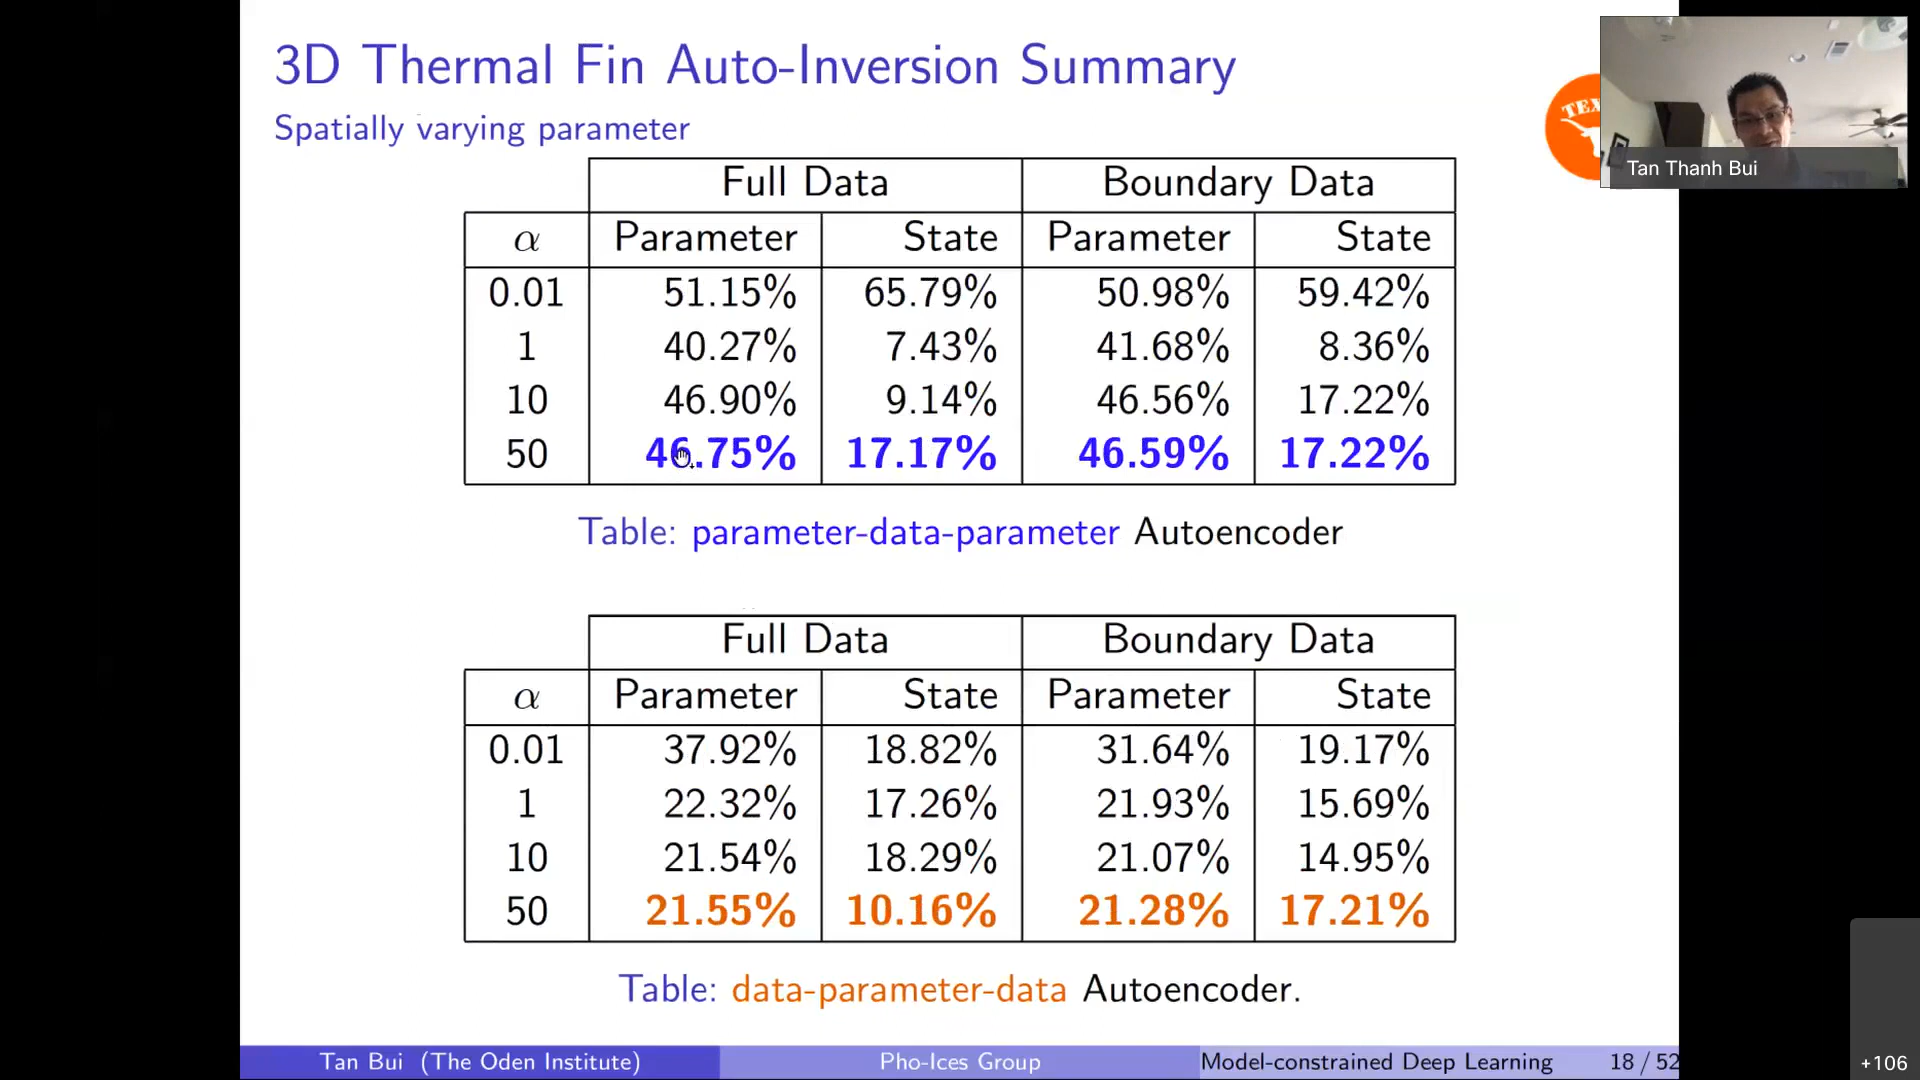 3D Thermal Fin Auto-Inversion Summary
Spatially varying parameter
TEX
Tan Thanh Bui
Full Data Boundary Data
α Parameter State Parameter State
0.01 51.15% 65.79% 50.98% 59.42%
1 40.27% 7.43% 41.68% 8.36%
10 46.90% 9.14% 46.56% 17.22%
50 46.75% 17.17% 46.59% 17.22%
Table: parameter-data-parameter Autoencoder
Full Data Boundary Data
α Parameter State Parameter State
0.01 37.92% 18.82% 31.64% 19.17%
1 22.32% 17.26% 21.93% 15.69%
10 21.54% 18.29% 21.07% 14.95%
50 21.55% 10.16% 21.28% 17.21%
Table: data-parameter-data Autoencoder.
Tan Bui (The Oden Institute) Pho-Ices Group Model-constrained Deep Learning 18 / 52
+106